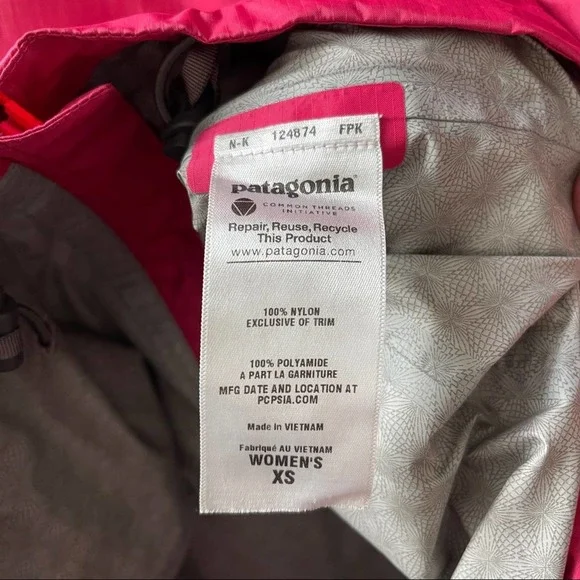 N-K 124874 FPK
patagonia®
COMMON THREADS
INITIATIVE
Repair, Reuse, Recycle
This Product
www.patagonia.com
100% NYLON
EXCLUSIVE OF TRIM
100% POLYAMIDE
A PART LA GARNITURE
MFG DATE AND LOCATION AT
PCPSIA.COM
Made in VIETNAM
Fabriqué AU VIETNAM
WOMEN'S
XS